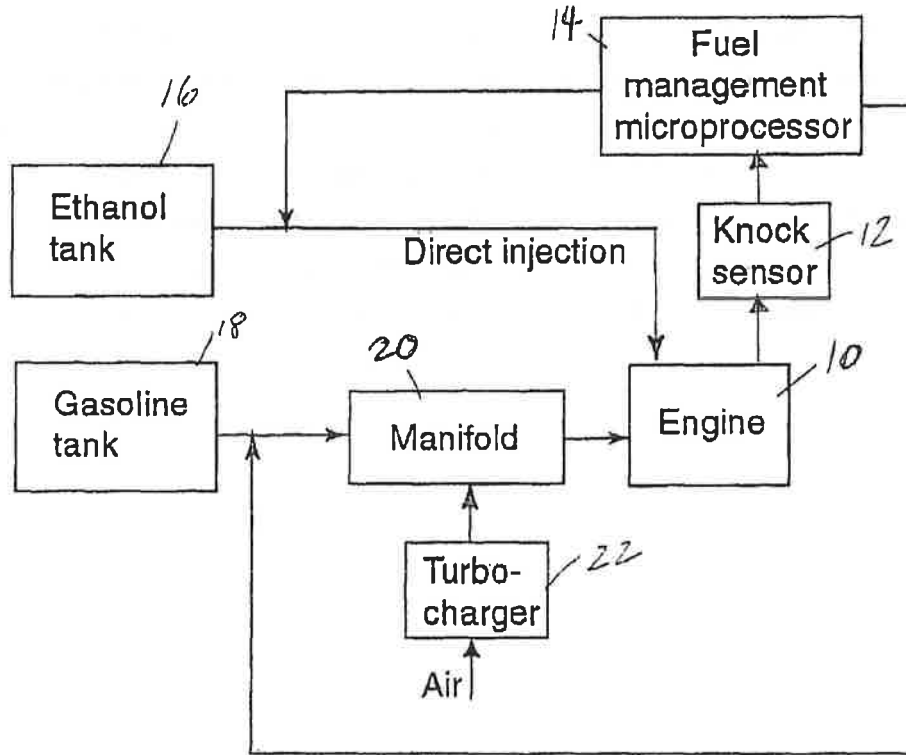 14
Fuel
management
microprocessor
16
Ethanol
tank
Direct injection
Knock
sensor
12
18
Gasoline
tank
20
Manifold
Engine
10
Turbo-
charger
22
Air